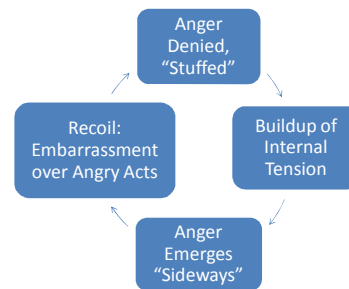 Anger
Denied,
“Stuffed”
Buildup of
Internal
Tension
Anger
Emerges
“Sideways”
Recoil:
Embarrassment
over Angry Acts